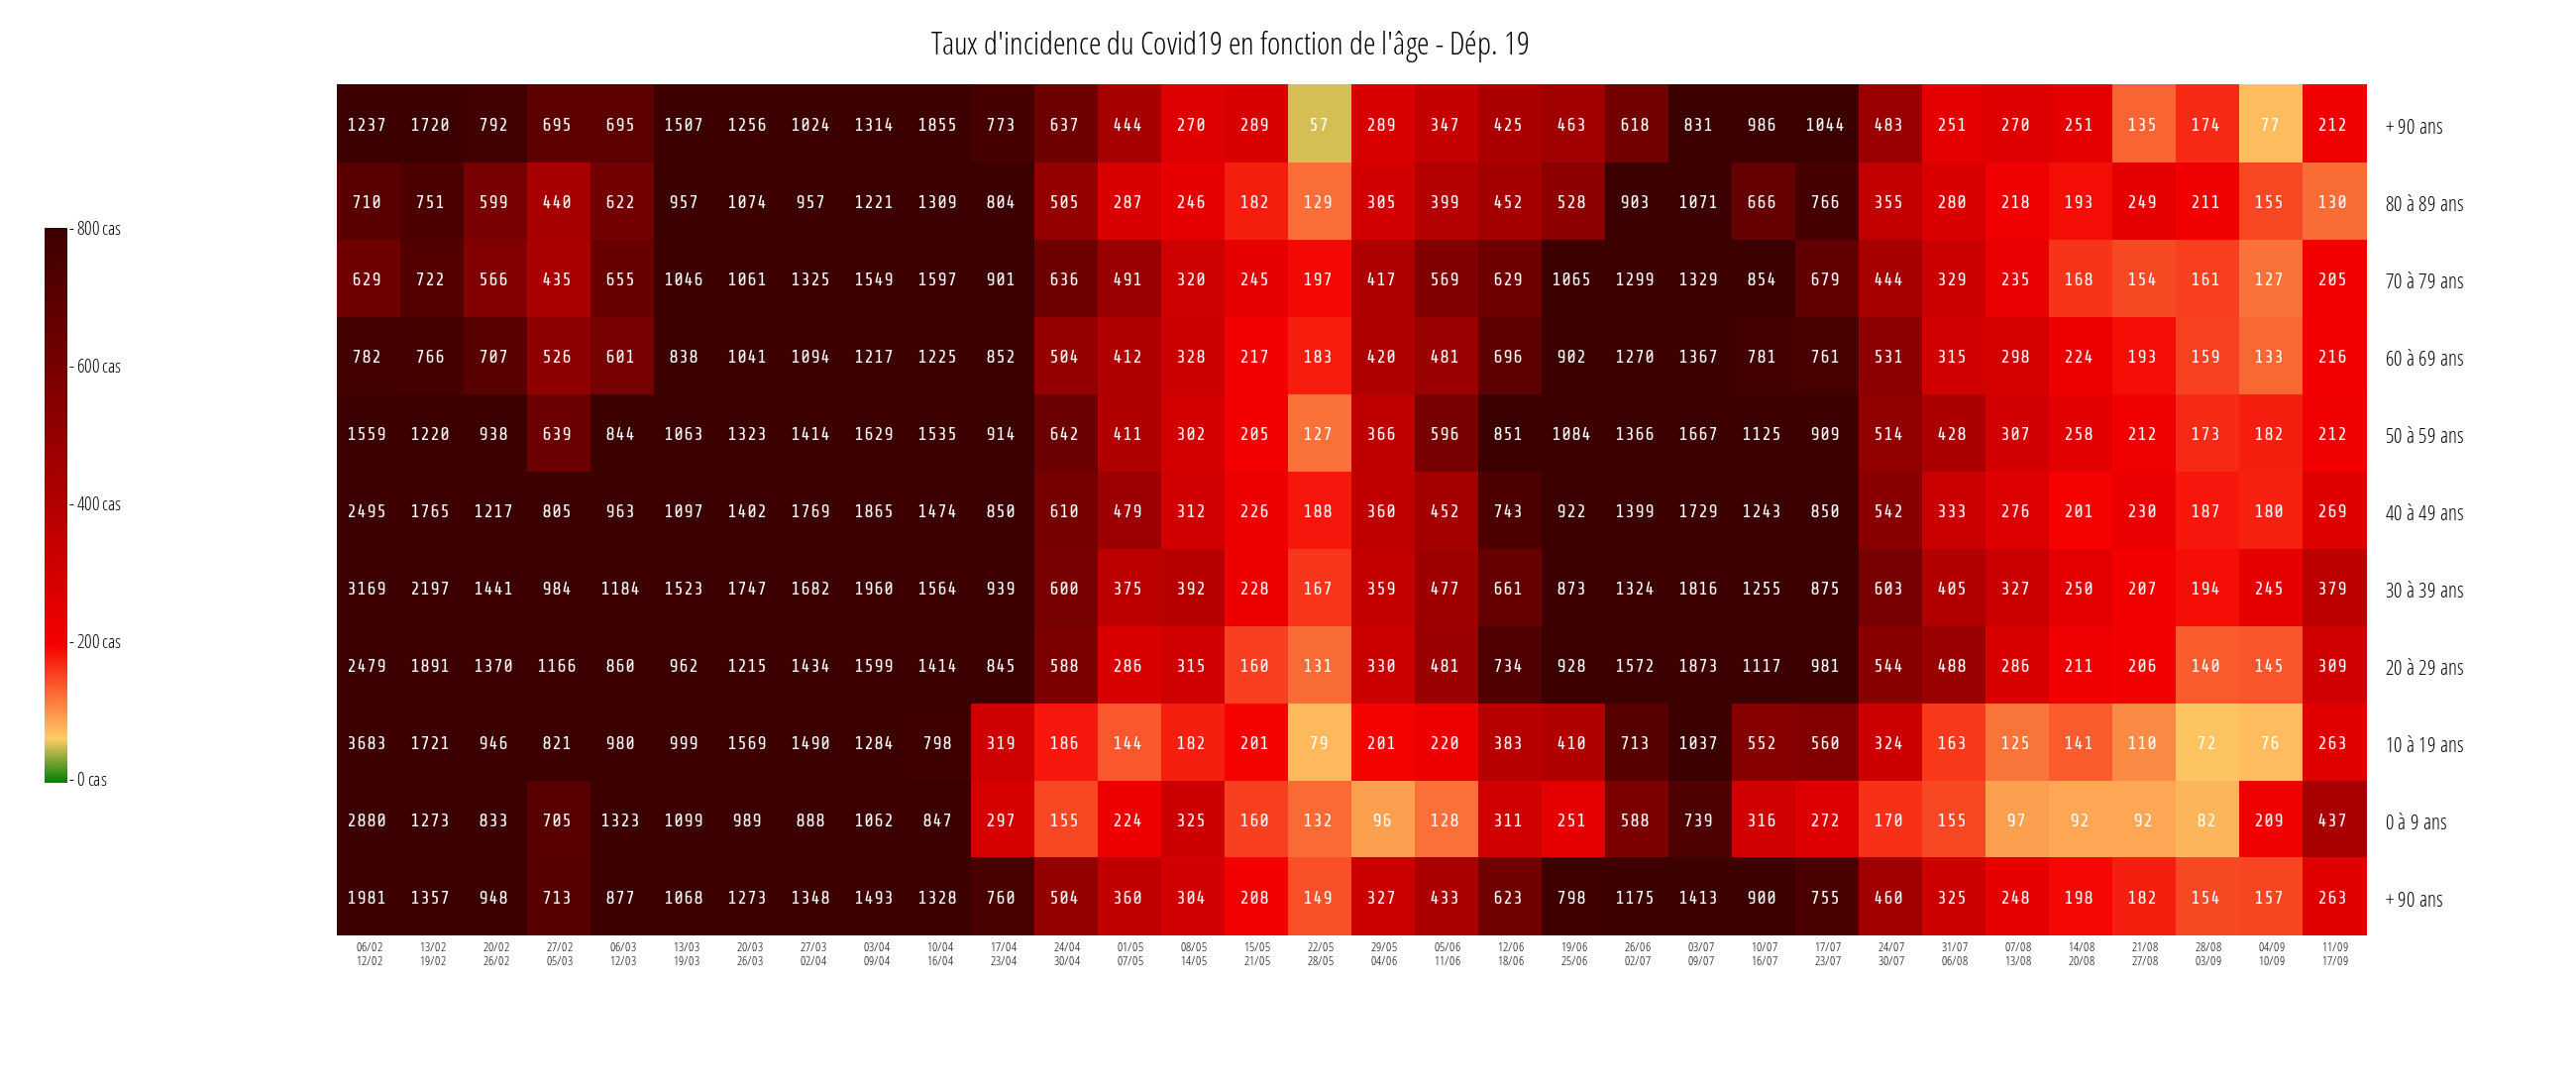 Taux d'incidence du Covid19 en fonction de l'âge - Dép. 19
1237 1720 792 695 695 1507 1256 1024 1314 1855 773 637 444 270 289 57 289 347 425 463 618 831 986 1044 483 251 270 251 135 174 77 212 + 90 ans
710 751 599 440 622 957 1074 957 1221 1309 804 505 287 246 182 129 305 399 452 528 903 1071 666 766 355 280 218 193 249 211 155 130 80 à 89 ans
- 800 cas
629 722 566 435 655 1046 1061 1325 1549 1597 901 636 491 320 245 197 417 569 629 1065 1299 1329 854 679 444 329 235 168 154 161 127 205 70 à 79 ans
782 766 707 526 601 838 1041 1094 1217 1225 852 504 412 328 217 183 420 481 696 902 1270 1367 781 761 531 315 298 224 193 159 133 216 60 à 69 ans
- 600 cas
1559 1220 938 639 844 1063 1323 1414 1629 1535 914 642 411 302 205 127 366 596 851 1084 1366 1667 1125 909 514 428 307 258 212 173 182 212 50 à 59 ans
- 400 cas
2495 1765 1217 805 963 1097 1402 1769 1865 1474 850 610 479 312 226 188 360 452 743 922 1399 1729 1243 850 542 333 276 201 230 187 180 269 40 à 49 ans
3169 2197 1441 984 1184 1523 1747 1682 1960 1564 939 600 375 392 228 167 359 477 661 873 1324 1816 1255 875 603 405 327 250 207 194 245 379 30 à 39 ans
- 200 cas
2479 1891 1370 1166 860 962 1215 1434 1599 1414 845 588 286 315 160 131 330 481 734 928 1572 1873 1117 981 544 488 286 211 206 140 145 309 20 à 29 ans
3683 1721 946 821 980 999 1569 1490 1284 798 319 186 144 182 201 79 201 220 383 410 713 1037 552 560 324 163 125 141 110 72 76 263 10 à 19 ans
- 0 cas
2880 1273 833 705 1323 1099 989 888 1062 847 297 155 224 325 160 132 96 128 311 251 588 739 316 272 170 155 97 92 92 82 209 437 0 à 9 ans
1981 1357 948 713 877 1068 1273 1348 1493 1328 760 504 360 304 208 149 327 433 623 798 1175 1413 900 755 460 325 248 198 182 154 157 263 + 90 ans
06/02 13/02 20/02 27/02 06/03 13/03 20/03 27/03 03/04 10/04 17/04 24/04 01/05 08/05 15/05 22/05 29/05 05/06 12/06 19/06 26/06 03/07 10/07 17/07 24/07 31/07 07/08 14/08 21/08 28/08 04/09 11/09
12/02 19/02 26/02 05/03 12/03 19/03 26/03 02/04 09/04 16/04 23/04 30/04 07/05 14/05 21/05 28/05 04/06 11/06 18/06 25/06 02/07 09/07 16/07 23/07 30/07 06/08 13/08 20/08 27/08 03/09 10/09 17/09